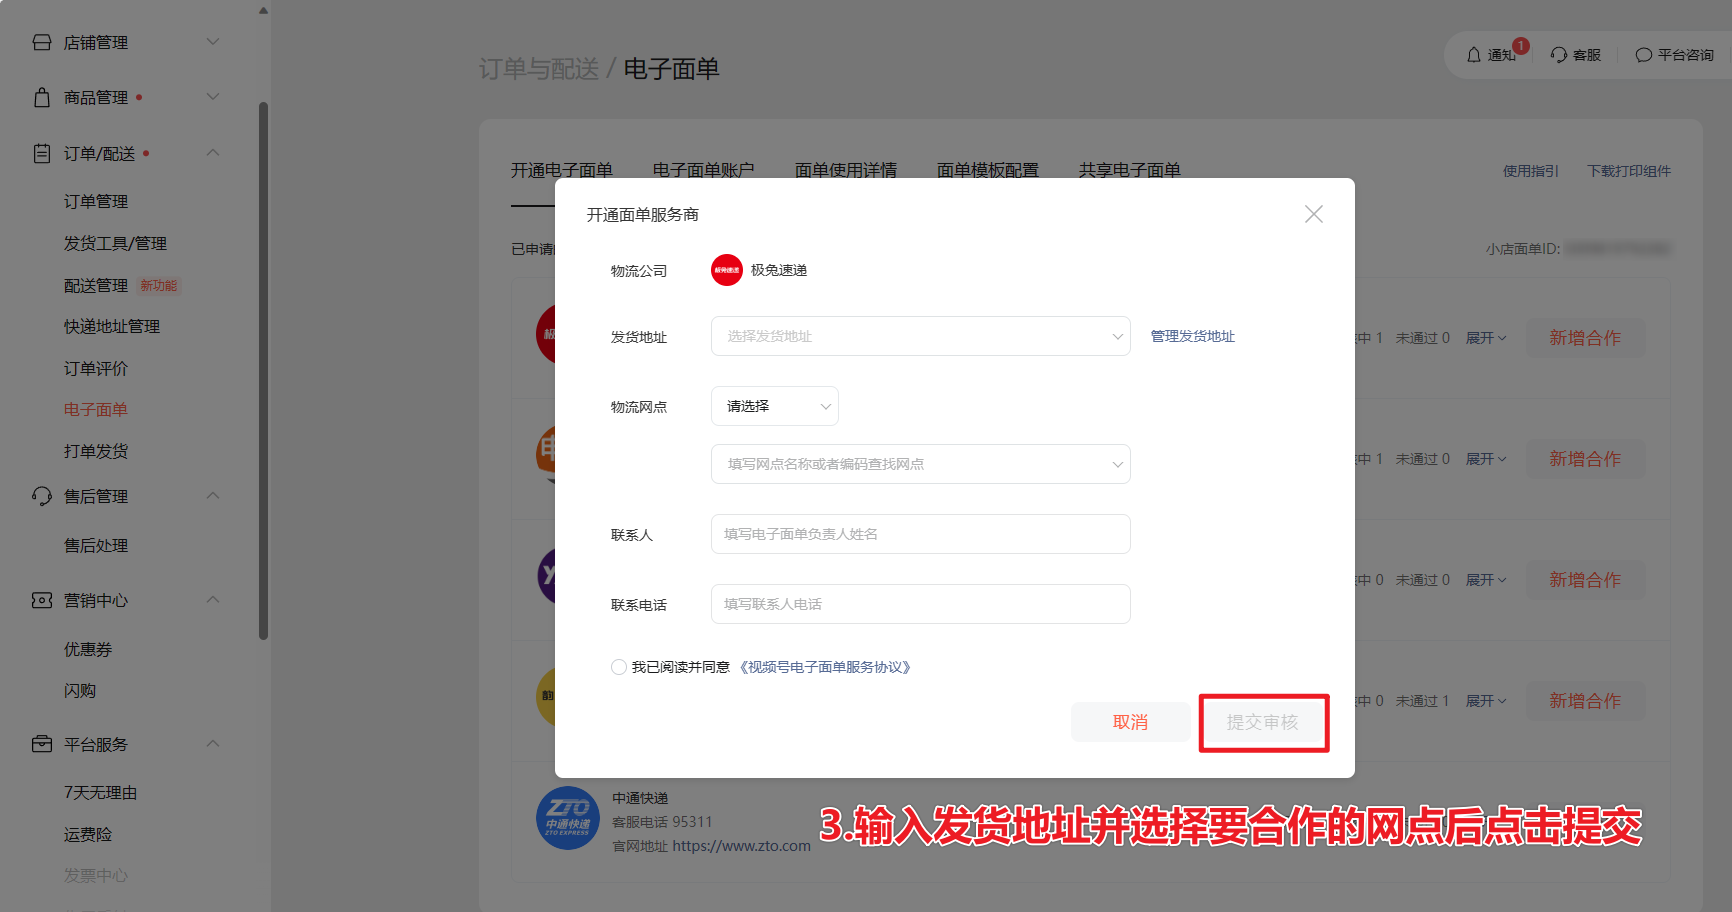 店铺管理
商品管理
订单/配送
订单管理
发货工具/管理
配送管理 新功能
快递地址管理
订单评价
电子面单
打单发货
售后管理
售后处理
营销中心
优惠券
闪购
平台服务
7天无理由
运费险
发票中心
订单与配送 / 电子面单
通知 1 客服 平台咨询
开通电子面单 电子面单账户 面单使用详情 面单模板配置 共享电子面单 使用指引 下载打印组件
已申请
小店面单ID:
开通面单服务商
物流公司 极兔速递 极兔速递
发货地址 选择发货地址 管理发货地址
物流网点 请选择
填写网点名称或者编码查找网点
联系人 填写电子面单负责人姓名
联系电话 填写联系人电话
我已阅读并同意 《视频号电子面单服务协议》
取消 提交审核
中 1 未通过 0 展开 新增合作
中 1 未通过 0 展开 新增合作
中 0 未通过 0 展开 新增合作
中 0 未通过 1 展开 新增合作
ZTO
中通快递
ZTO EXPRESS
中通快递
客服电话 95311
官网地址 https://www.zto.com
3.输入发货地址并选择要合作的网点后点击提交